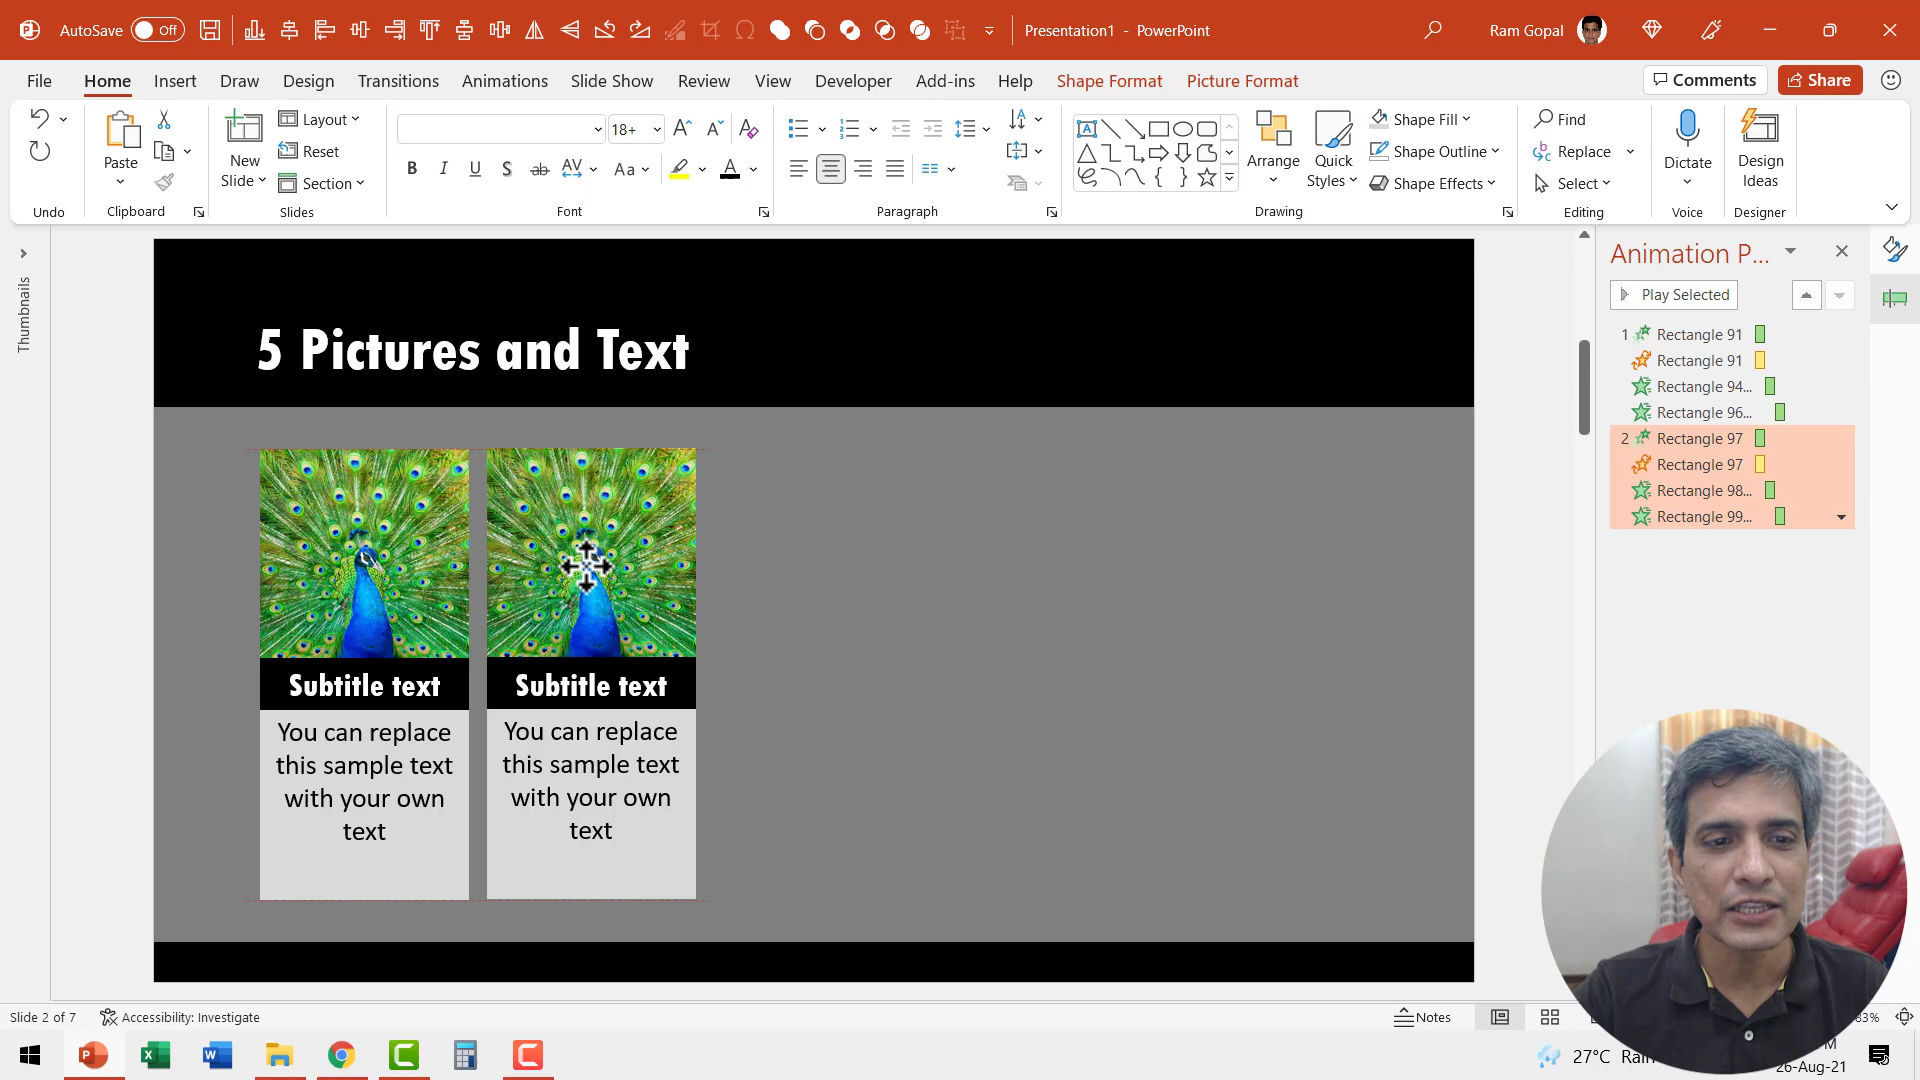 AutoSave Off
Presentation1 - PowerPoint
Ram Gopal
File Home Insert Draw Design Transitions Animations Slide Show Review View Developer Add-ins Help Shape Format Picture Format
Comments Share
Paste
New Slide
Layout
Reset
Section
18+
Aa
Arrange
Quick Styles
Shape Fill
Shape Outline
Shape Effects
Find
Replace
Select
Dictate
Design Ideas
Undo Clipboard Slides Font Paragraph Drawing Editing Voice Designer
Thumbnails
5 Pictures and Text
Subtitle text
You can replace
this sample text
with your own
text
Subtitle text
You can replace
this sample text
with your own
text
Animation P...
Play Selected
1 Rectangle 91
Rectangle 91
Rectangle 94...
Rectangle 96...
2 Rectangle 97
Rectangle 97
Rectangle 98...
Rectangle 99...
Slide 2 of 7 Accessibility: Investigate
Notes
27°C
26-Aug-21